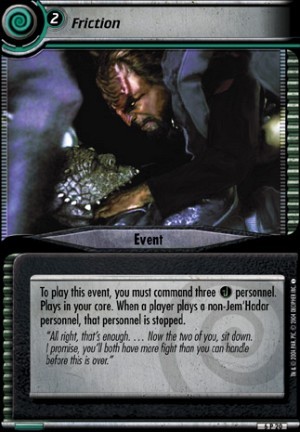 2 Friction
Event
To play this event, you must command three personnel.
Plays in your core. When a player plays a non-Jem'Hadar
personnel, that personnel is stopped.
"All right, that's enough. … Now the two of you, sit down.
I promise, you'll both have more fight than you can handle
before this is over."